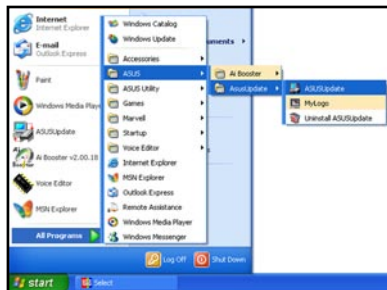 Internet
Internet Explorer
E-mail
Outlook Express
Paint
Windows Media Play
ASUSUpdate
Ai Booster v2.00.18
Voice Editor
MSN Explorer
All Programs
Windows Catalog
Windows Update
Accessories
ASUS
ASUS Utility
Games
Marvell
Startup
Voice Editor
Internet Explorer
MSN Explorer
Outlook Express
Remote Assistance
Windows Media Player
Windows Messenger
uments
Ai Booster
AsusUpdate
ASUSUpdate
MyLogo
Uninstall ASUSUpdate
Log Off
Shut Down
start
Select